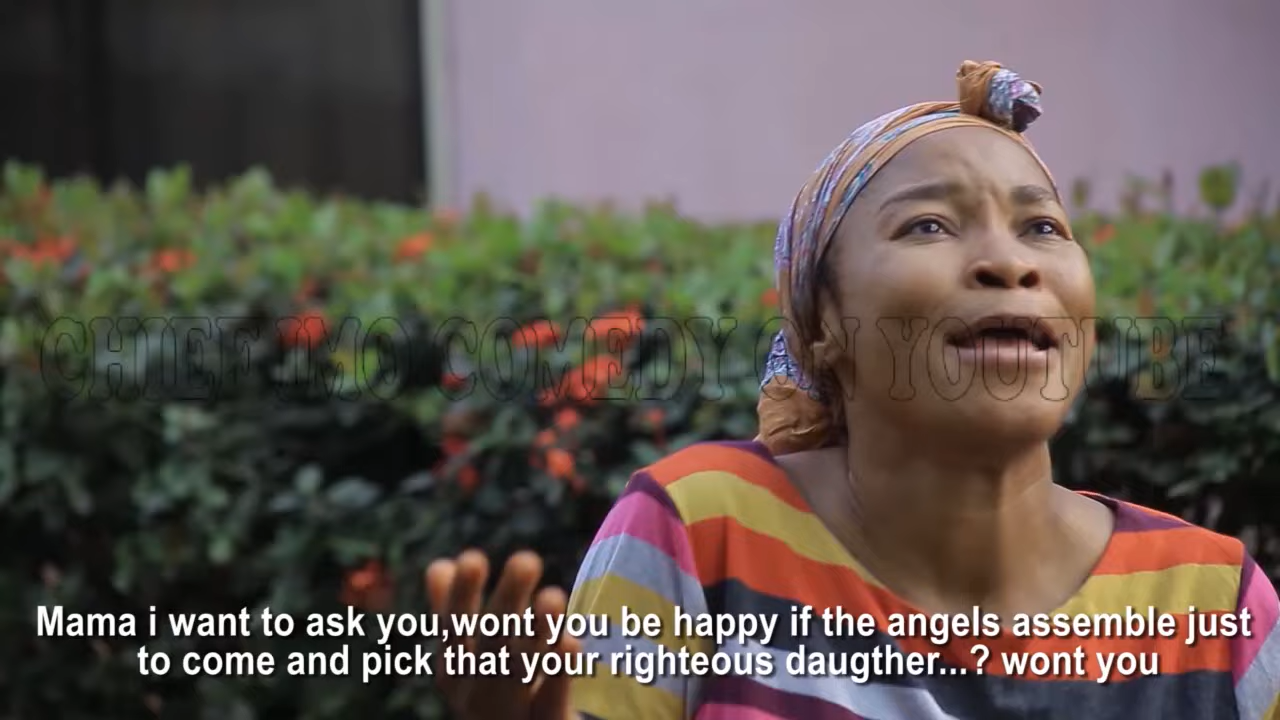 CHIEF IMO COMEDY ON YOUTUBE
Mama i want to ask you,wont you be happy if the angels assemble just
to come and pick that your righteous daugther...? wont you